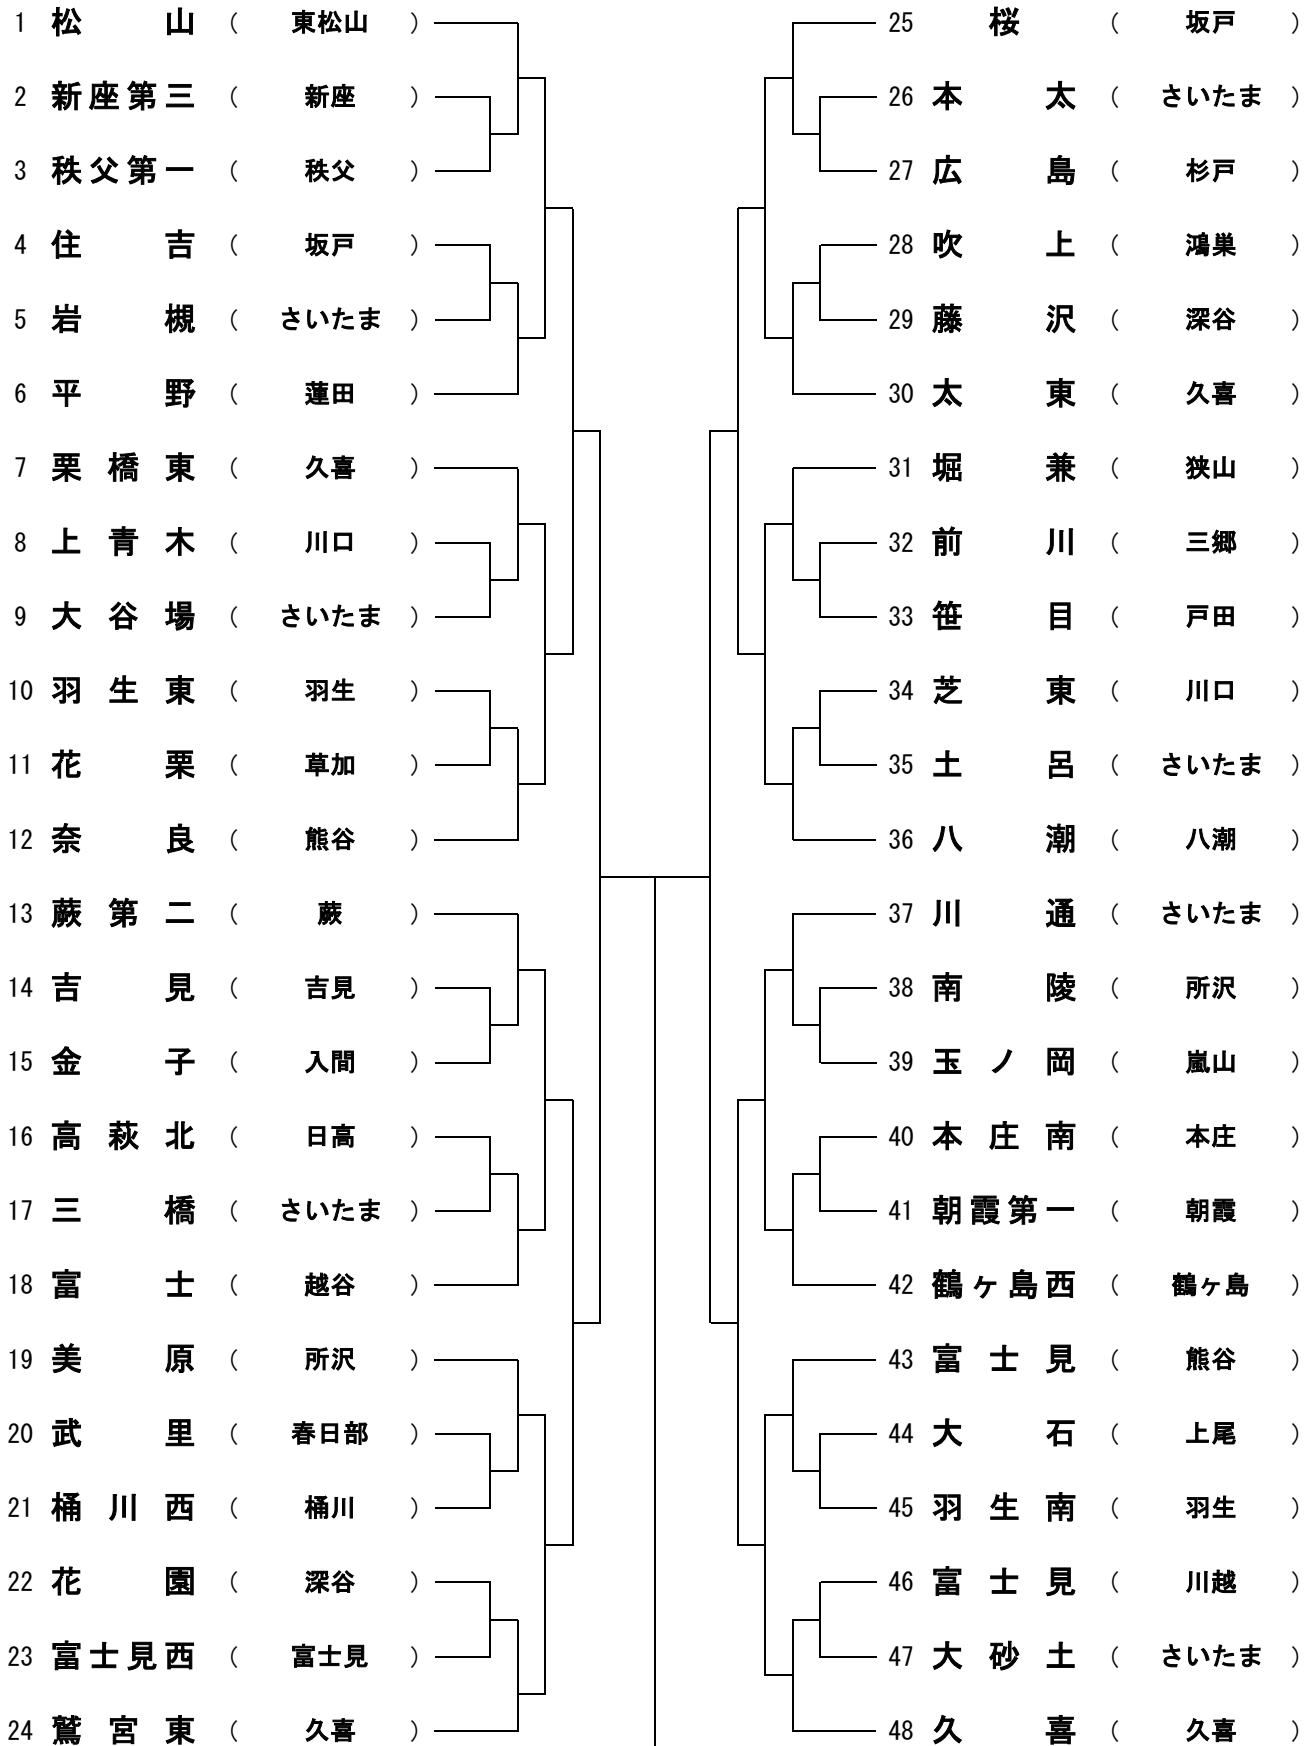 1 松山 （ 東松山 ）
2 新座第三 （ 新座 ）
3 秩父第一 （ 秩父 ）
4 住吉 （ 坂戸 ）
5 岩槻 （ さいたま ）
6 平野 （ 蓮田 ）
7 栗橋東 （ 久喜 ）
8 上青木 （ 川口 ）
9 大谷場 （ さいたま ）
10 羽生東 （ 羽生 ）
11 花栗 （ 草加 ）
12 奈良 （ 熊谷 ）
13 蕨第二 （ 蕨 ）
14 吉見 （ 吉見 ）
15 金子 （ 入間 ）
16 高萩北 （ 日高 ）
17 三橋 （ さいたま ）
18 富士 （ 越谷 ）
19 美原 （ 所沢 ）
20 武里 （ 春日部 ）
21 桶川西 （ 桶川 ）
22 花園 （ 深谷 ）
23 富士見西 （ 富士見 ）
24 鷲宮東 （ 久喜 ）
25 桜 （ 坂戸 ）
26 本太 （ さいたま ）
27 広島 （ 杉戸 ）
28 吹上 （ 鴻巣 ）
29 藤沢 （ 深谷 ）
30 太東 （ 久喜 ）
31 堀兼 （ 狭山 ）
32 前川 （ 三郷 ）
33 笹目 （ 戸田 ）
34 芝東 （ 川口 ）
35 土呂 （ さいたま ）
36 八潮 （ 八潮 ）
37 川通 （ さいたま ）
38 南陵 （ 所沢 ）
39 玉ノ岡 （ 嵐山 ）
40 本庄南 （ 本庄 ）
41 朝霞第一 （ 朝霞 ）
42 鶴ヶ島西 （ 鶴ヶ島 ）
43 富士見 （ 熊谷 ）
44 大石 （ 上尾 ）
45 羽生南 （ 羽生 ）
46 富士見 （ 川越 ）
47 大砂土 （ さいたま ）
48 久喜 （ 久喜 ）